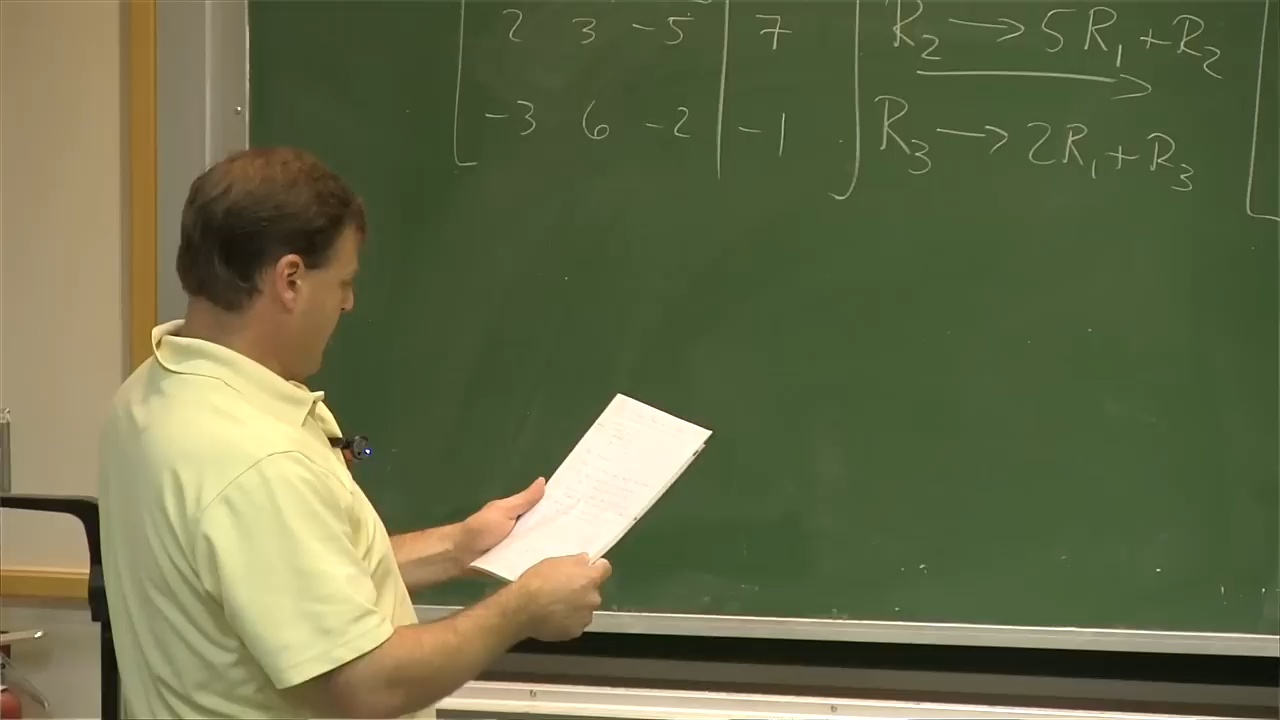 2 3 -5 | 7 R₂ → 5R₁ + R₂
-3 6 -2 | -1 R₃ → 2R₁ + R₃